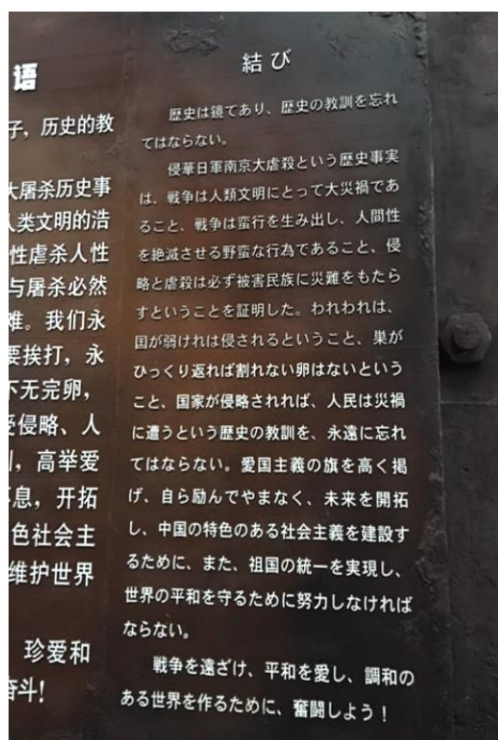 语
子，历史的教
大屠杀历史事
人类文明的浩
性虐杀人性
与屠杀必然
难。我们永
要挨打，永
下无完卵，
受侵略、人
，高举爱
息，开拓
色社会主
维护世界
珍爱和
奋斗！
結び
歴史は鏡であり、歴史の教訓を忘れ
てはならない。
侵華日軍南京大虐殺という歴史事実
は、戦争は人類文明にとって大災禍であ
ること、戦争は蛮行を生み出し、人間性
を絶滅させる野蛮な行為であること、侵
略と虐殺は必ず被害民族に災難をもたら
すということを証明した。われわれは、
国が弱ければ侵されるということ、巣が
ひっくり返れば割れない卵はないという
こと、国家が侵略されれば、人民は災禍
に遭うという歴史の教訓を、永遠に忘れ
てはならない。愛国主義の旗を高く掲
げ、自ら励んでやまなく、未来を開拓
し、中国の特色のある社会主義を建設す
るために、また、祖国の統一を実現し、
世界の平和を守るために努力しなければ
ならない。
戦争を遠ざけ、平和を愛し、調和の
ある世界を作るために、奮闘しよう！